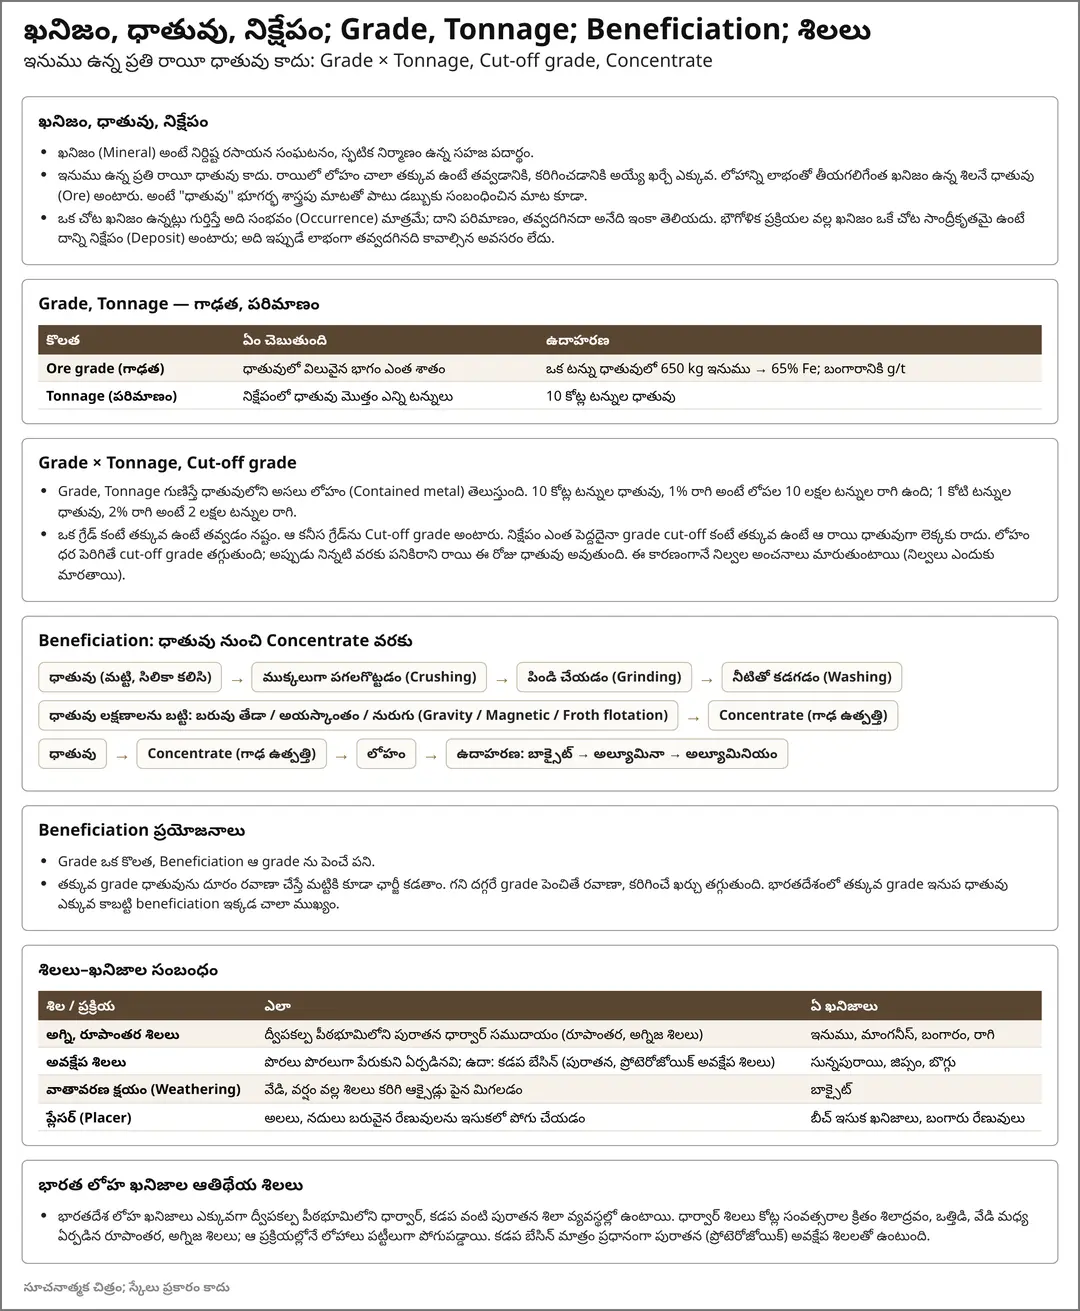 ఖనిజం, ధాతువు, నిక్షేపం; Grade, Tonnage; Beneficiation; శిలలు
ఇనుము ఉన్న ప్రతి రాయీ ధాతువు కాదు: Grade × Tonnage, Cut-off grade, Concentrate
ఖనిజం, ధాతువు, నిక్షేపం
• ఖనిజం (Mineral) అంటే నిర్దిష్ట రసాయన సంఘటనం, స్ఫటిక నిర్మాణం ఉన్న సహజ పదార్థం.
• ఇనుము ఉన్న ప్రతి రాయీ ధాతువు కాదు. రాయిలో లోహం చాలా తక్కువ ఉంటే తవ్వడానికి, కరిగించడానికి అయ్యే ఖర్చే ఎక్కువ. లోహాన్ని లాభంతో తీయగలిగేంత ఖనిజం ఉన్న శిలనే ధాతువు
(Ore) అంటారు. అంటే "ధాతువు" భూగర్భ శాస్త్రపు మాటతో పాటు డబ్బుకు సంబంధించిన మాట కూడా.
• ఒక చోట ఖనిజం ఉన్నట్లు గుర్తిస్తే అది సంభవం (Occurrence) మాత్రమే; దాని పరిమాణం, తవ్వదగినదా అనేది ఇంకా తెలియదు. భౌగోళిక ప్రక్రియల వల్ల ఖనిజం ఒకే చోట సాంద్రీకృతమై ఉంటే
దాన్ని నిక్షేపం (Deposit) అంటారు; అది ఇప్పుడే లాభంగా తవ్వదగినది కావాల్సిన అవసరం లేదు.
Grade, Tonnage — గాఢత, పరిమాణం
కొలత ఏం చెబుతుంది ఉదాహరణ
Ore grade (గాఢత) ధాతువులో విలువైన భాగం ఎంత శాతం ఒక టన్ను ధాతువులో 650 kg ఇనుము → 65% Fe; బంగారానికి g/t
Tonnage (పరిమాణం) నిక్షేపంలో ధాతువు మొత్తం ఎన్ని టన్నులు 10 కోట్ల టన్నుల ధాతువు
Grade × Tonnage, Cut-off grade
• Grade, Tonnage గుణిస్తే ధాతువులోని అసలు లోహం (Contained metal) తెలుస్తుంది. 10 కోట్ల టన్నుల ధాతువు, 1% రాగి అంటే లోపల 10 లక్షల టన్నుల రాగి ఉంది; 1 కోటి టన్నుల
ధాతువు, 2% రాగి అంటే 2 లక్షల టన్నుల రాగి.
• ఒక గ్రేడ్ కంటే తక్కువ ఉంటే తవ్వడం నష్టం. ఆ కనీస గ్రేడ్‌ను Cut-off grade అంటారు. నిక్షేపం ఎంత పెద్దదైనా grade cut-off కంటే తక్కువ ఉంటే ఆ రాయి ధాతువుగా లెక్కకు రాదు. లోహం
ధర పెరిగితే cut-off grade తగ్గుతుంది; అప్పుడు నిన్నటి వరకు పనికిరాని రాయి ఈ రోజు ధాతువు అవుతుంది. ఈ కారణంగానే నిల్వల అంచనాలు మారుతుంటాయి (నిల్వలు ఎందుకు
మారతాయి).
Beneficiation: ధాతువు నుంచి Concentrate వరకు
ధాతువు (మట్టి, సిలికా కలిసి) → ముక్కలుగా పగలగొట్టడం (Crushing) → పిండి చేయడం (Grinding) → నీటితో కడగడం (Washing)
ధాతువు లక్షణాలను బట్టి: బరువు తేడా / అయస్కాంతం / నురుగు (Gravity / Magnetic / Froth flotation) → Concentrate (గాఢ ఉత్పత్తి)
ధాతువు → Concentrate (గాఢ ఉత్పత్తి) → లోహం → ఉదాహరణ: బాక్సైట్ → అల్యూమినా → అల్యూమినియం
Beneficiation ప్రయోజనాలు
• Grade ఒక కొలత, Beneficiation ఆ grade ను పెంచే పని.
• తక్కువ grade ధాతువును దూరం రవాణా చేస్తే మట్టికి కూడా ఛార్జీ కడతాం. గని దగ్గరే grade పెంచితే రవాణా, కరిగించే ఖర్చు తగ్గుతుంది. భారతదేశంలో తక్కువ grade ఇనుప ధాతువు
ఎక్కువ కాబట్టి beneficiation ఇక్కడ చాలా ముఖ్యం.
శిలలు–ఖనిజాల సంబంధం
శిల / ప్రక్రియ ఎలా ఏ ఖనిజాలు
అగ్ని, రూపాంతర శిలలు ద్వీపకల్ప పీఠభూమిలోని పురాతన ధార్వార్ సముదాయం (రూపాంతర, అగ్నిజ శిలలు) ఇనుము, మాంగనీస్, బంగారం, రాగి
అవక్షేప శిలలు పొరలు పొరలుగా పేరుకుని ఏర్పడినవి; ఉదా: కడప బేసిన్ (పురాతన, ప్రోటెరోజోయిక్ అవక్షేప శిలలు) సున్నపురాయి, జిప్సం, బొగ్గు
వాతావరణ క్షయం (Weathering) వేడి, వర్షం వల్ల శిలలు కరిగి ఆక్సైడ్లు పైన మిగలడం బాక్సైట్
ప్లేసర్ (Placer) అలలు, నదులు బరువైన రేణువులను ఇసుకలో పోగు చేయడం బీచ్ ఇసుక ఖనిజాలు, బంగారు రేణువులు
భారత లోహ ఖనిజాల ఆతిథేయ శిలలు
• భారతదేశ లోహ ఖనిజాలు ఎక్కువగా ద్వీపకల్ప పీఠభూమిలోని ధార్వార్, కడప వంటి పురాతన శిలా వ్యవస్థల్లో ఉంటాయి. ధార్వార్ శిలలు కోట్ల సంవత్సరాల క్రితం శిలాద్రవం, ఒత్తిడి, వేడి మధ్య
ఏర్పడిన రూపాంతర, అగ్నిజ శిలలు; ఆ ప్రక్రియల్లోనే లోహాలు పట్టీలుగా పోగుపడ్డాయి. కడప బేసిన్ మాత్రం ప్రధానంగా పురాతన (ప్రోటెరోజోయిక్) అవక్షేప శిలలతో ఉంటుంది.
సూచనాత్మక చిత్రం; స్కేలు ప్రకారం కాదు